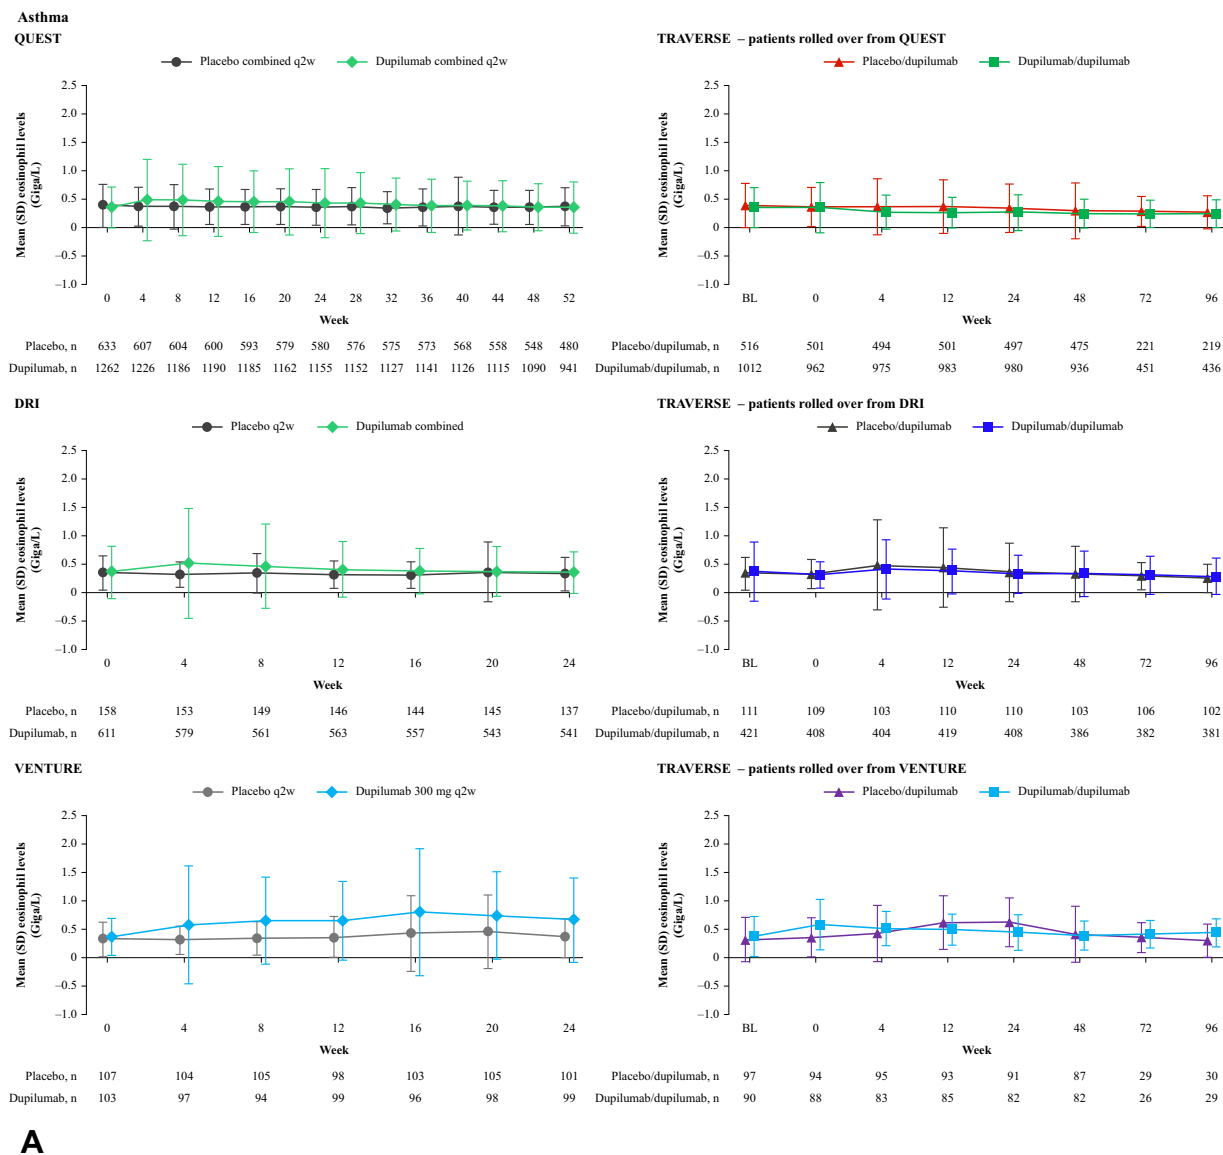 Asthma
QUEST
Placebo combined q2w
Dupilumab combined q2w
Mean (SD) eosinophil levels
(Giga/L)
2.5
2.0
1.5
1.0
0.5
0
–0.5
–1.0
0 4 8 12 16 20 24 28 32 36 40 44 48 52
Week
Placebo, n 633 607 604 600 593 579 580 576 575 573 568 558 548 480
Dupilumab, n 1262 1226 1186 1190 1185 1162 1155 1152 1127 1141 1126 1115 1090 941
TRAVERSE – patients rolled over from QUEST
Placebo/dupilumab
Dupilumab/dupilumab
Mean (SD) eosinophil levels
(Giga/L)
2.5
2.0
1.5
1.0
0.5
0
–0.5
–1.0
BL 0 4 12 24 48 72 96
Week
Placebo/dupilumab, n 516 501 494 501 497 475 221 219
Dupilumab/dupilumab, n 1012 962 975 983 980 936 451 436
DRI
Placebo q2w
Dupilumab combined
Mean (SD) eosinophil levels
(Giga/L)
2.5
2.0
1.5
1.0
0.5
0
–0.5
–1.0
0 4 8 12 16 20 24
Week
Placebo, n 158 153 149 146 144 145 137
Dupilumab, n 611 579 561 563 557 543 541
TRAVERSE – patients rolled over from DRI
Placebo/dupilumab
Dupilumab/dupilumab
Mean (SD) eosinophil levels
(Giga/L)
2.5
2.0
1.5
1.0
0.5
0
–0.5
–1.0
BL 0 4 12 24 48 72 96
Week
Placebo/dupilumab, n 111 109 103 110 110 103 106 102
Dupilumab/dupilumab, n 421 408 404 419 408 386 382 381
VENTURE
Placebo q2w
Dupilumab 300 mg q2w
Mean (SD) eosinophil levels
(Giga/L)
2.5
2.0
1.5
1.0
0.5
0
–0.5
–1.0
0 4 8 12 16 20 24
Week
Placebo, n 107 104 105 98 103 105 101
Dupilumab, n 103 97 94 99 96 98 99
TRAVERSE – patients rolled over from VENTURE
Placebo/dupilumab
Dupilumab/dupilumab
Mean (SD) eosinophil levels
(Giga/L)
2.5
2.0
1.5
1.0
0.5
0
–0.5
–1.0
BL 0 4 12 24 48 72 96
Week
Placebo/dupilumab, n 97 94 95 93 91 87 29 30
Dupilumab/dupilumab, n 90 88 83 85 82 82 26 29
A